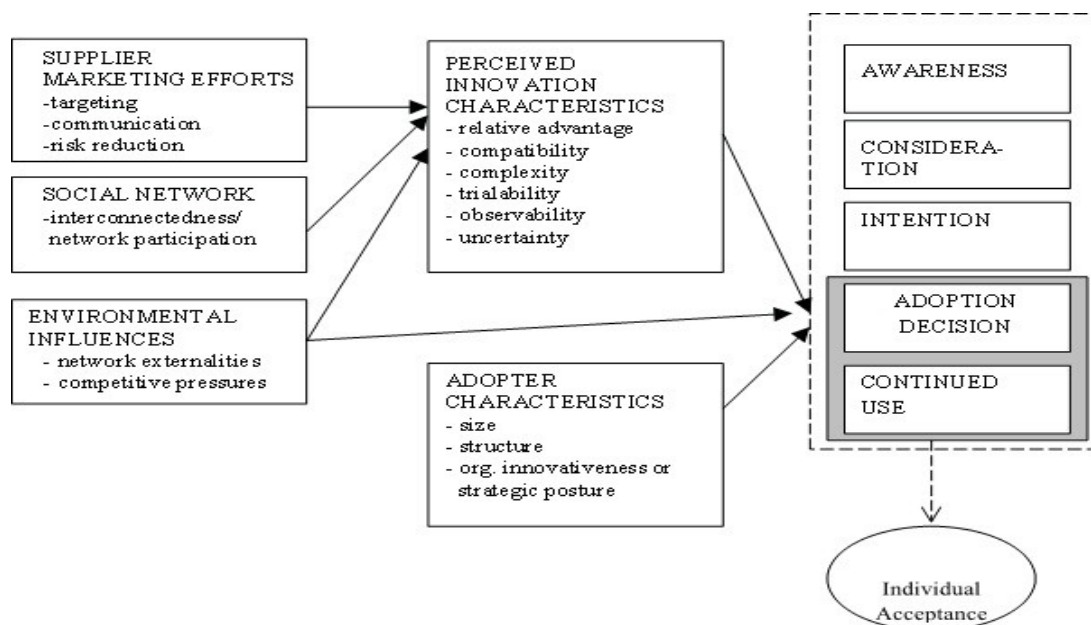 SUPPLIER
MARKETING EFFORTS
-targeting
-communication
-risk reduction
SOCIAL NETWORK
-interconnectedness/
network participation
ENVIRONMENTAL
INFLUENCES
- network externalities
- competitive pressures
PERCEIVED
INNOVATION
CHARACTERISTICS
- relative advantage
- compatibility
- complexity
- trialability
- observability
- uncertainty
ADOPTER
CHARACTERISTICS
- size
- structure
- org. innovativeness or
strategic posture
AWARENESS
CONSIDERA-
TION
INTENTION
ADOPTION
DECISION
CONTINUED
USE
Individual
Acceptance